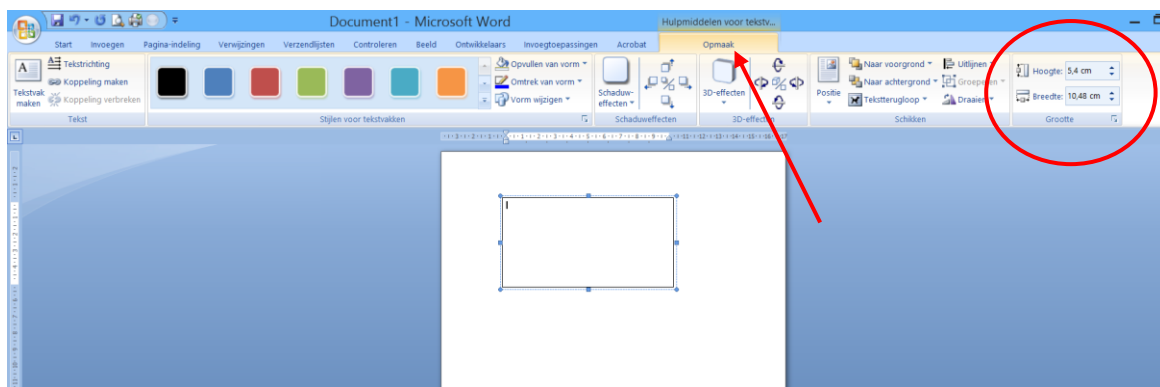 Document1 - Microsoft Word
Hulpmiddelen voor tekstv...
Start Invoegen Pagina-indeling Verwijzingen Verzendlijsten Controleren Beeld Ontwikkelaars Invoegtoepassingen Acrobat Opmaak
Tekstvak maken
Tekstrichting
Koppeling maken
Koppeling verbreken
Tekst
Stijlen voor tekstvakken
Opvullen van vorm
Omtrek van vorm
Vorm wijzigen
Schaduw-
effecten
Schaduweffecten
3D-effecten
3D-effecten
Positie
Naar voorgrond
Naar achtergrond
Tekstterugloop
Uitlijnen
Groeperen
Draaien
Schikken
Hoogte: 5,4 cm
Breedte: 10,48 cm
Grootte